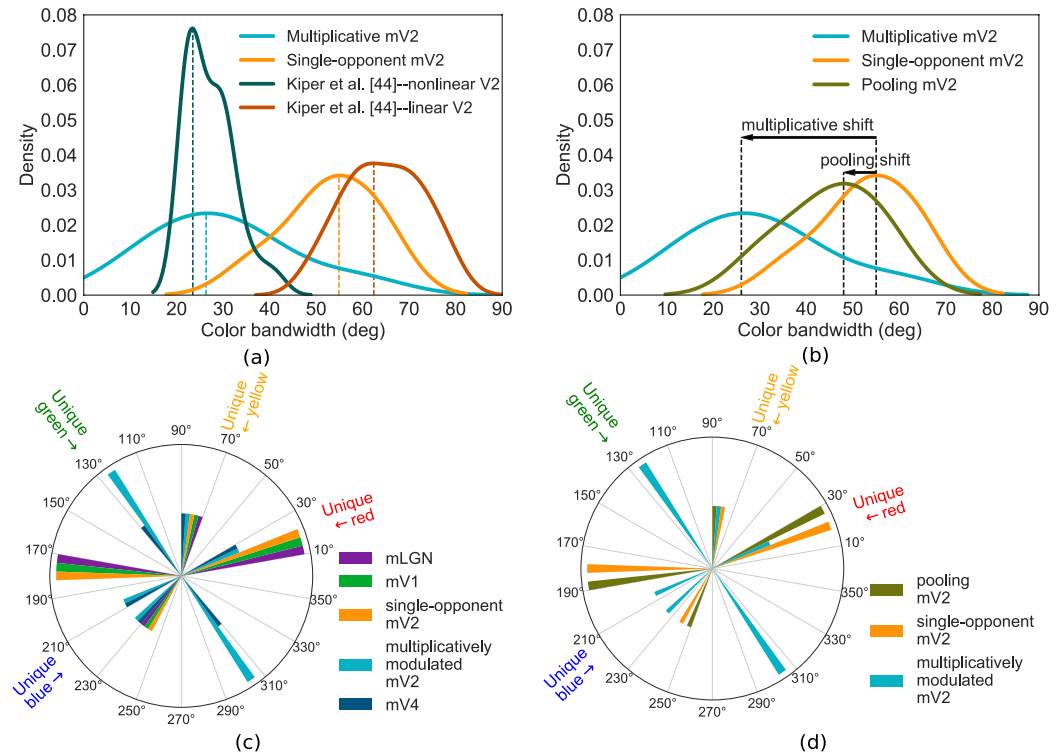 0.08
0.07
0.06
0.05
0.04
0.03
0.02
0.01
0.00
Density
0
10
20
30
40
50
60
70
80
90
Color bandwidth (deg)
Multiplicative mV2
Single-opponent mV2
Kiper et al. [44]--nonlinear V2
Kiper et al. [44]--linear V2
(a)
0.08
0.07
0.06
0.05
0.04
0.03
0.02
0.01
0.00
Density
0
10
20
30
40
50
60
70
80
90
Color bandwidth (deg)
Multiplicative mV2
Single-opponent mV2
Pooling mV2
multiplicative shift
pooling shift
(b)
Unique
green →
Unique
← yellow
Unique
← red
Unique
blue →
90°
70°
50°
30°
10°
350°
330°
310°
290°
270°
250°
230°
210°
190°
170°
150°
130°
110°
mLGN
mV1
single-opponent
mV2
multiplicatively
modulated
mV2
mV4
(c)
Unique
green →
Unique
← yellow
Unique
← red
Unique
blue →
90°
70°
50°
30°
10°
350°
330°
310°
290°
270°
250°
230°
210°
190°
170°
150°
130°
110°
pooling
mV2
single-opponent
mV2
multiplicatively
modulated
mV2
(d)